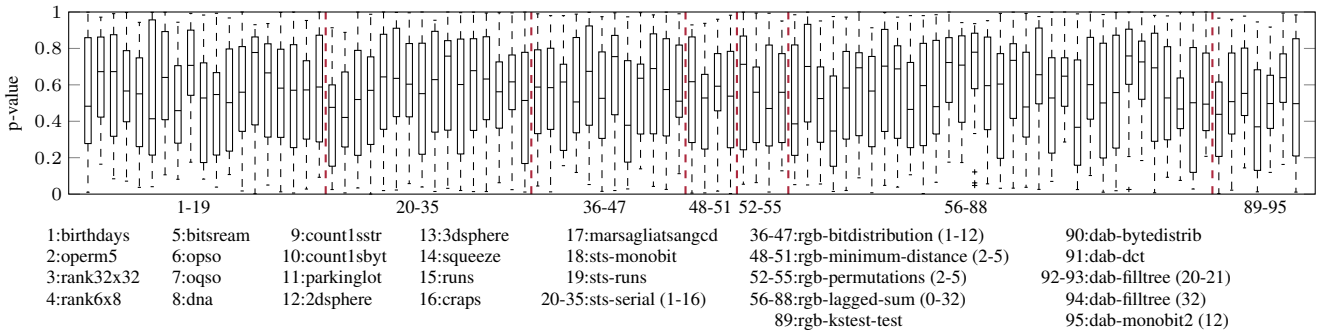 1
0.8
0.6
0.4
0.2
0
p-value
1-19 20-35 36-47 48-51 52-55 56-88 89-95
1:birthdays 5:bitsream 9:count1sstr 13:3dsphere 17:marsagliatsangcd 36-47:rgb-bitdistribution (1-12) 90:dab-bytedistrib
2:operm5 6:opso 10:count1sbyt 14:squeeze 18:sts-monobit 48-51:rgb-minimum-distance (2-5) 91:dab-dct
3:rank32x32 7:oqso 11:parkinglot 15:runs 19:sts-runs 52-55:rgb-permutations (2-5) 92-93:dab-filltree (20-21)
4:rank6x8 8:dna 12:2dsphere 16:craps 20-35:sts-serial (1-16) 56-88:rgb-lagged-sum (0-32) 94:dab-filltree (32)
89:rgb-kstest-test 95:dab-monobit2 (12)